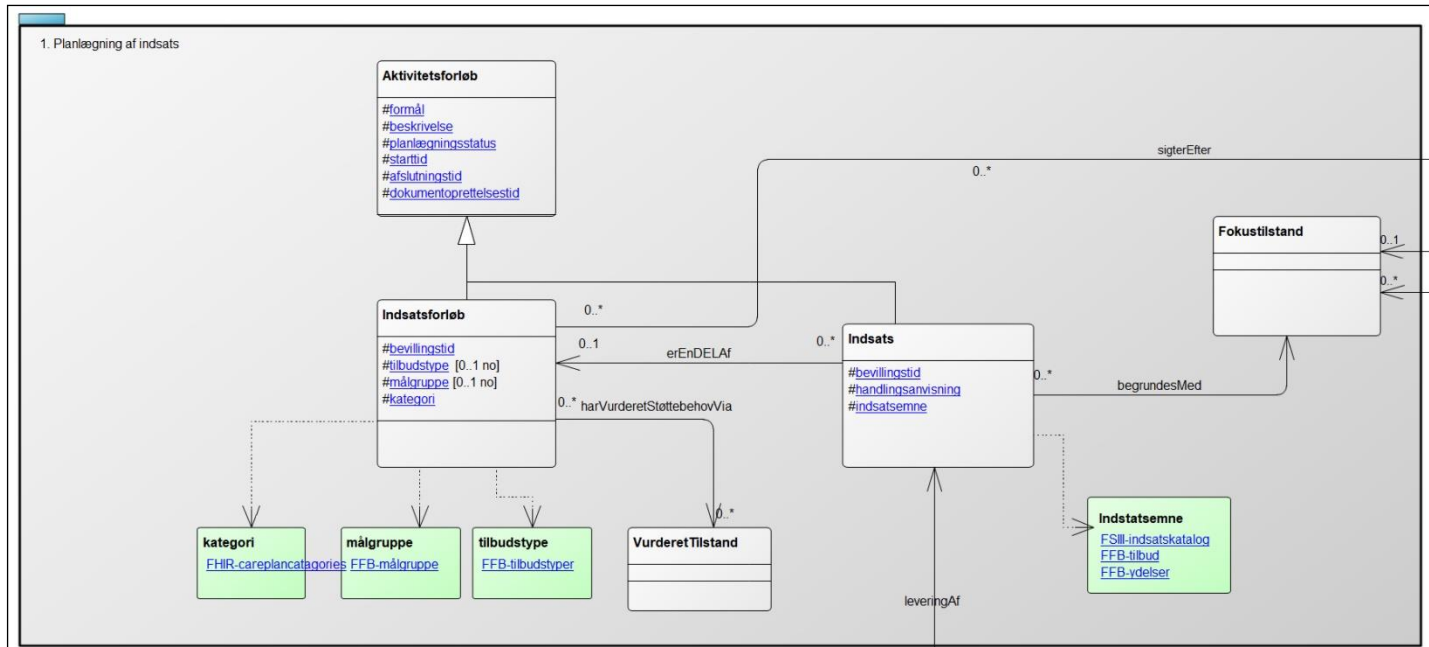 1. Planlægning af indsats
Aktivitetsforløb
#formål
#beskrivelse
#planlægningsstatus
#starttid
#afslutningstid
#dokumentoprettelsestid
sigterEfter
0..*
Fokustilstand
0..1
0..*
Indsatsforløb
#bevillingstid
#tilbudstype [0..1 no]
#målgruppe [0..1 no]
#kategori
0..*
0..1
erEnDELAf
0..*
Indsats
#bevillingstid
#handlingsanvisning
#indsatsemne
0..*
begrundesMed
0..*
harVurderetStøttebehovVia
0..*
kategori
FHIR-careplancatagories
målgruppe
FFB-målgruppe
tilbudstype
FFB-tilbudstyper
VurderetTilstand
Indstatsemne
FSIII-indsatskatalog
FFB-tilbud
FFB-ydelser
leveringAf